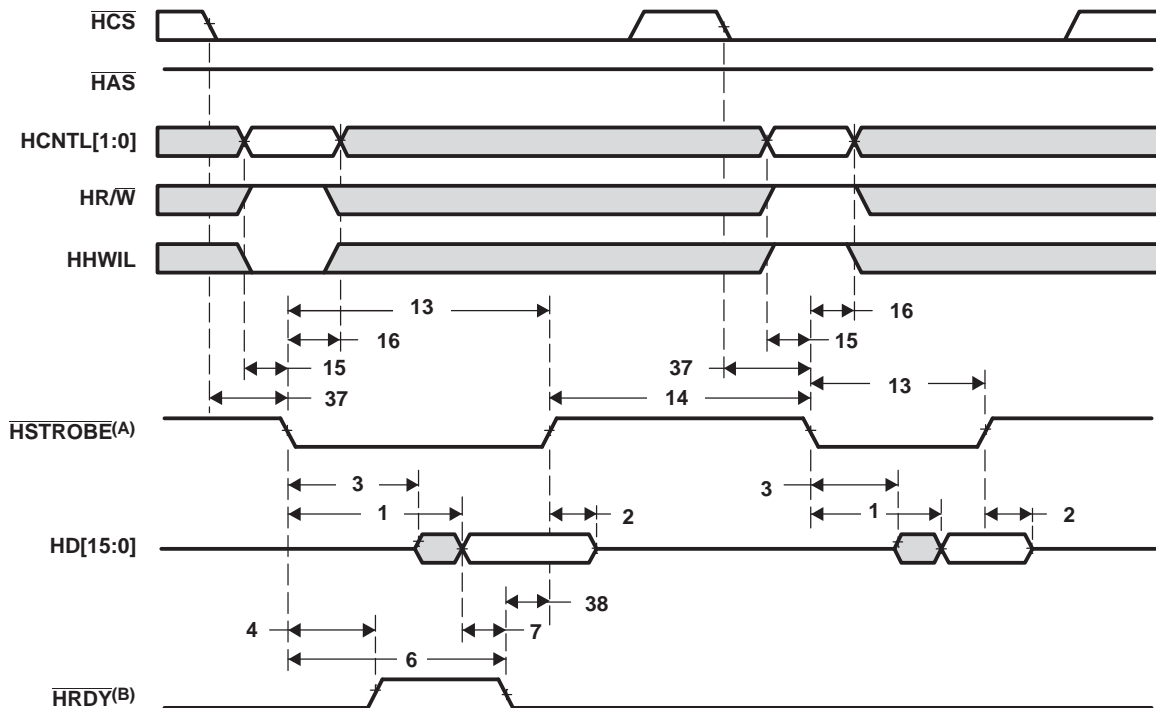 HCS
HAS
HCNTL[1:0]
HR/W
HHWIL
13
16
16
15
15
37
37
13
14
HSTROBE(A)
3
3
1
2
1
2
HD[15:0]
38
4
7
6
HRDY(B)